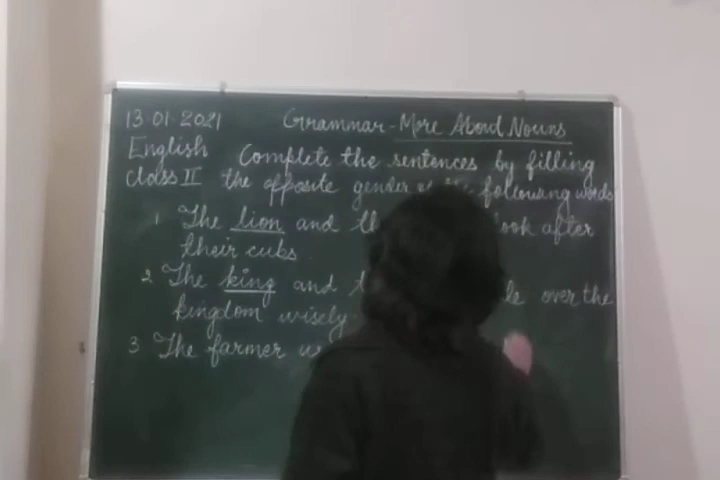 13.01.2021 Grammar - More About Nouns
English Complete the sentences by filling
Class II the opposite gender of the following words
1. The lion and look after
their cubs.
2. The king and over the
kingdom wisely.
3 The farmer